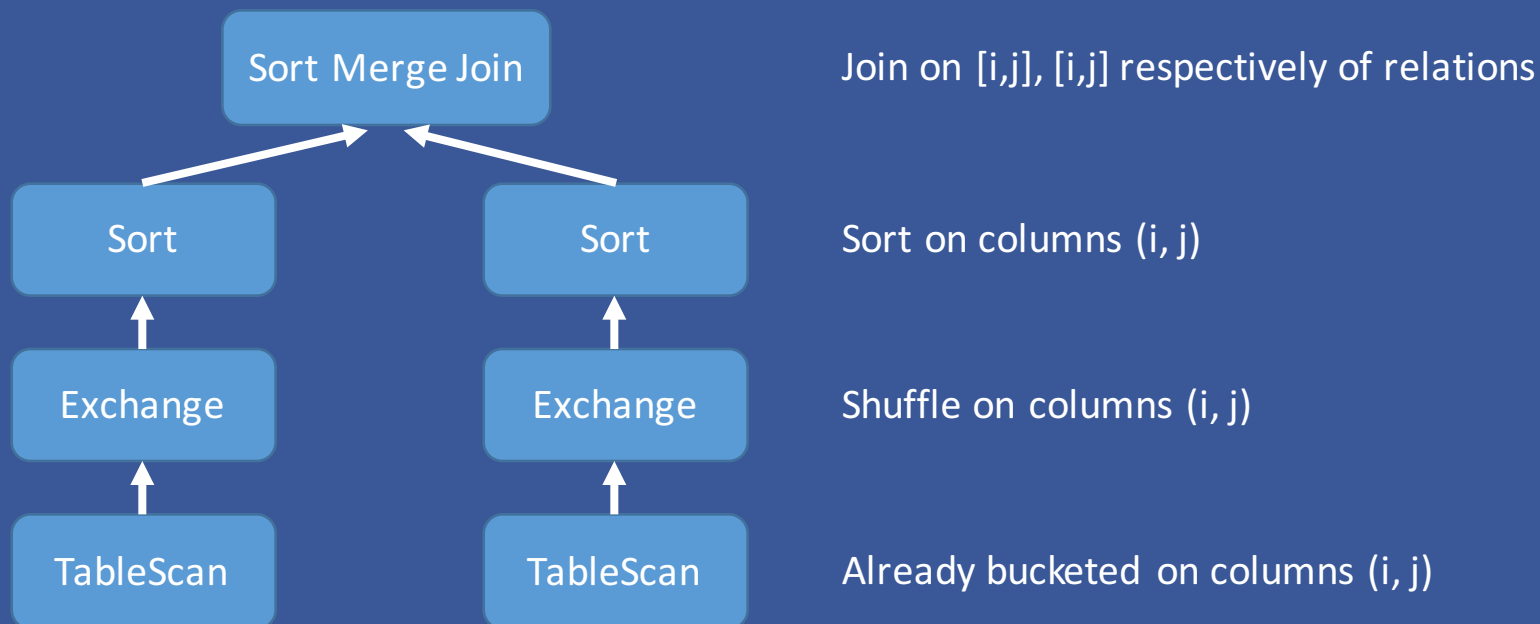 Sort Merge Join
Join on [i,j], [i,j] respectively of relations
Sort
Sort
Sort on columns (i, j)
Exchange
Exchange
Shuffle on columns (i, j)
TableScan
TableScan
Already bucketed on columns (i, j)